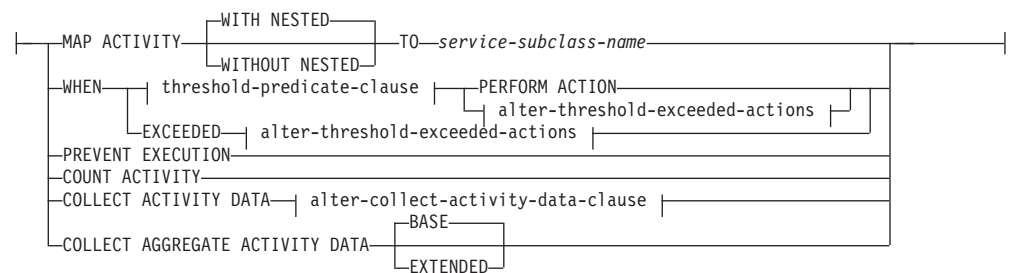 WITH NESTED
MAP ACTIVITY TO service-subclass-name
WITHOUT NESTED
WHEN threshold-predicate-clause PERFORM ACTION
alter-threshold-exceeded-actions
EXCEEDED alter-threshold-exceeded-actions
PREVENT EXECUTION
COUNT ACTIVITY
COLLECT ACTIVITY DATA alter-collect-activity-data-clause
BASE
COLLECT AGGREGATE ACTIVITY DATA
EXTENDED